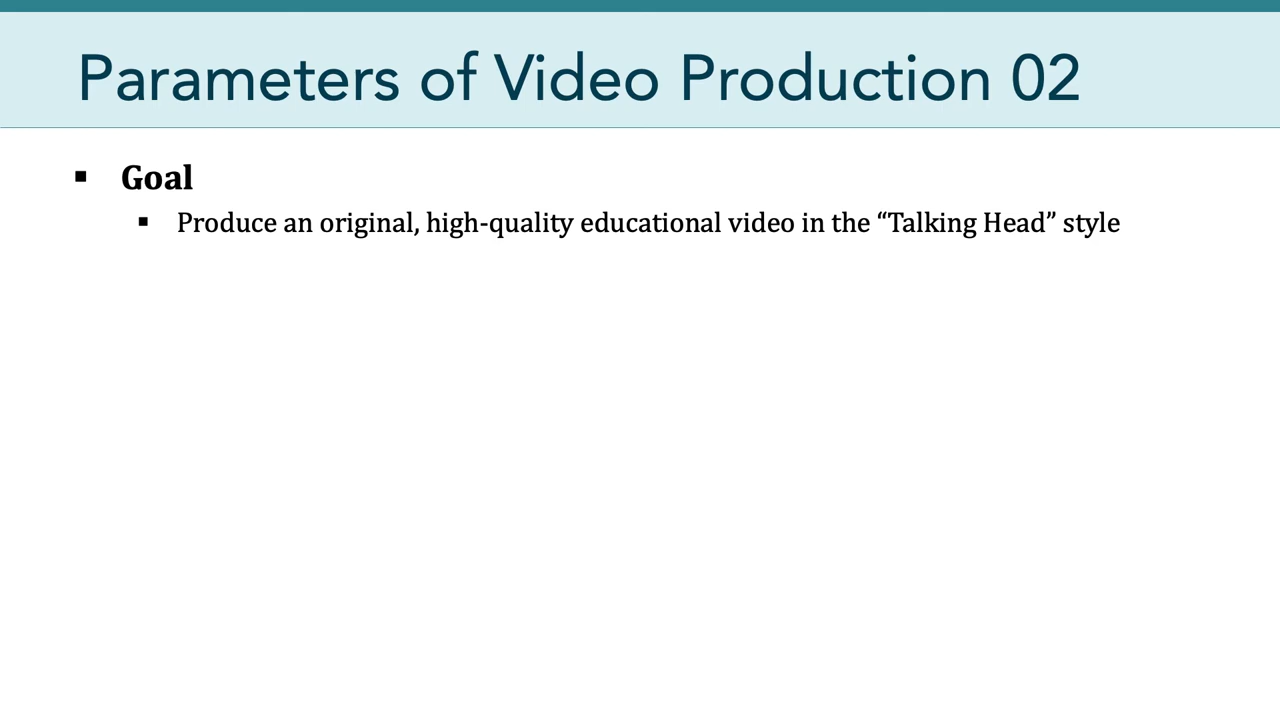 Parameters of Video Production 02
▪ Goal
▪ Produce an original, high-quality educational video in the “Talking Head” style